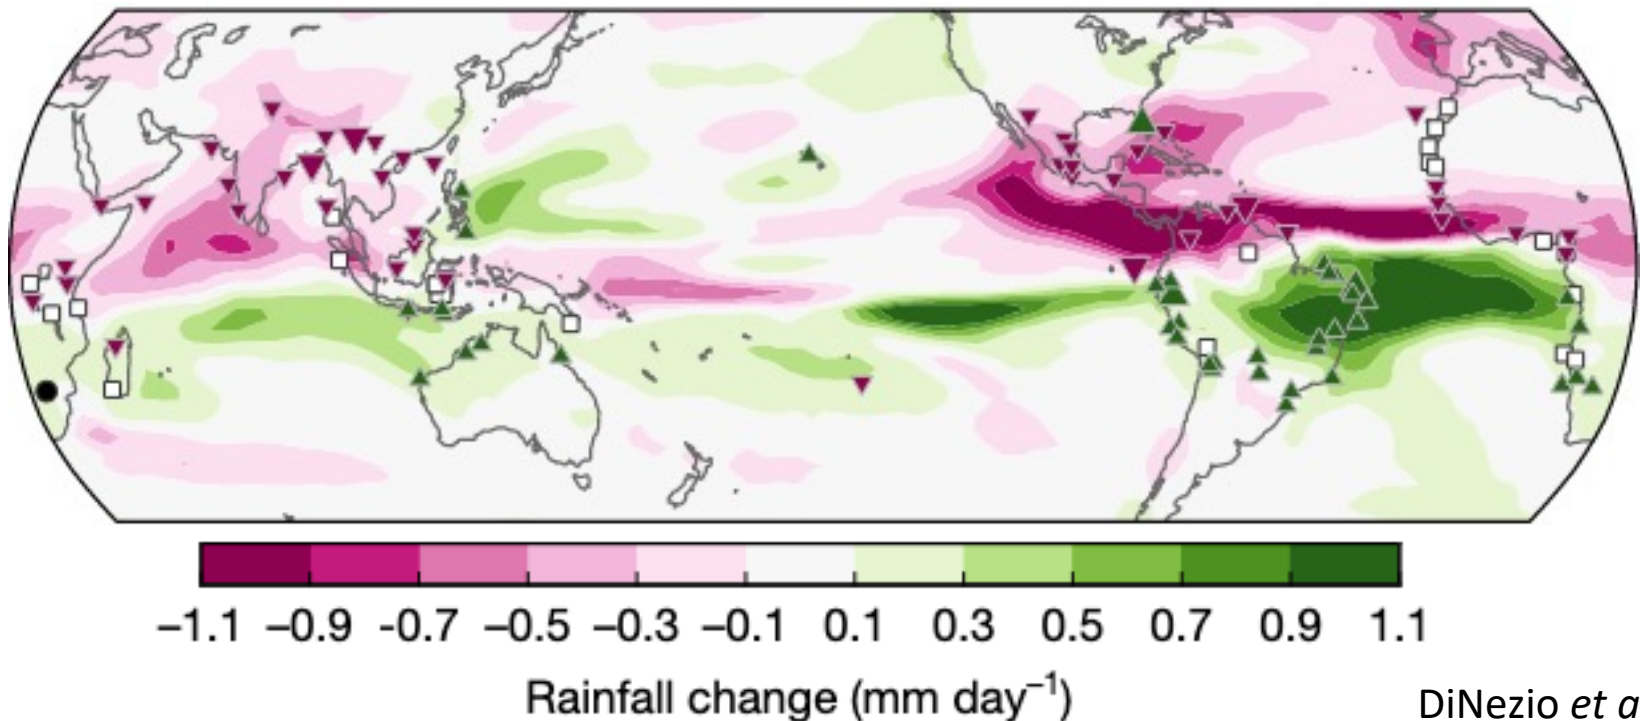 −1.1 −0.9 -0.7 −0.5 −0.3 −0.1 0.1 0.3 0.5 0.7 0.9 1.1
Rainfall change (mm day⁻¹)
DiNezio et a